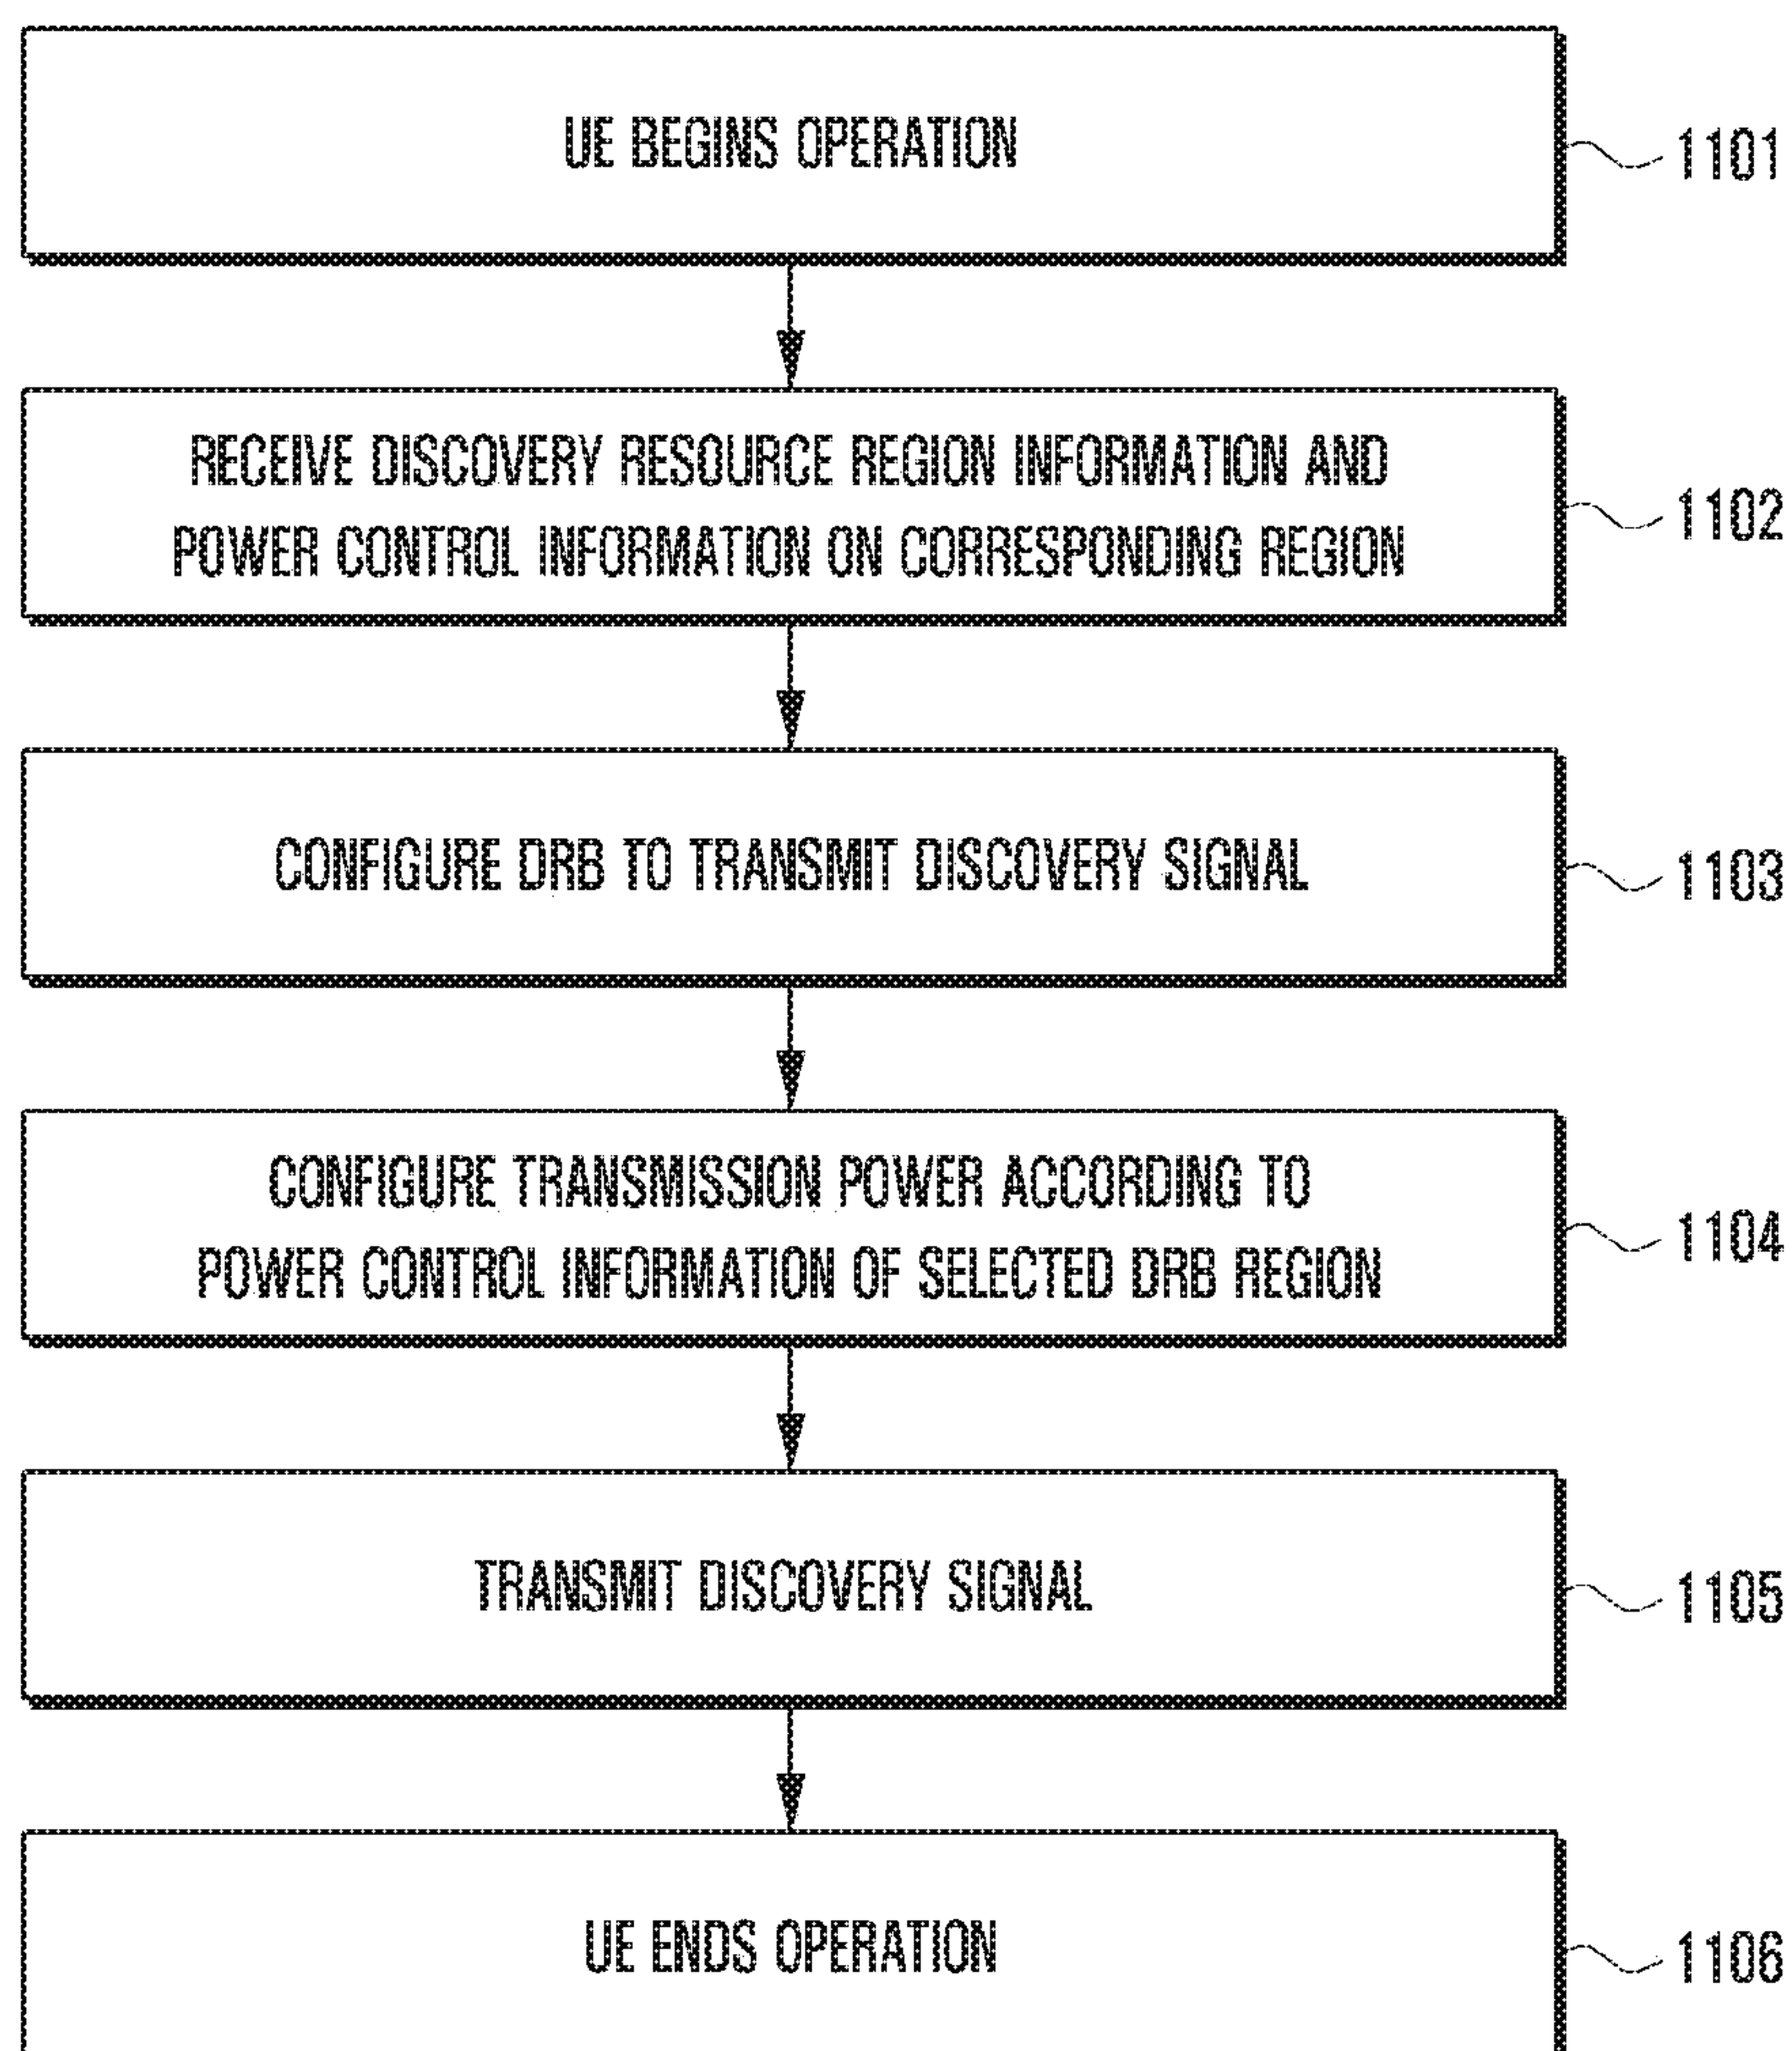 UE BEGINS OPERATION
1101
RECEIVE DISCOVERY RESOURCE REGION INFORMATION AND
POWER CONTROL INFORMATION ON CORRESPONDING REGION
1102
CONFIGURE DRB TO TRANSMIT DISCOVERY SIGNAL
1103
CONFIGURE TRANSMISSION POWER ACCORDING TO
POWER CONTROL INFORMATION OF SELECTED DRB REGION
1104
TRANSMIT DISCOVERY SIGNAL
1105
UE ENDS OPERATION
1106